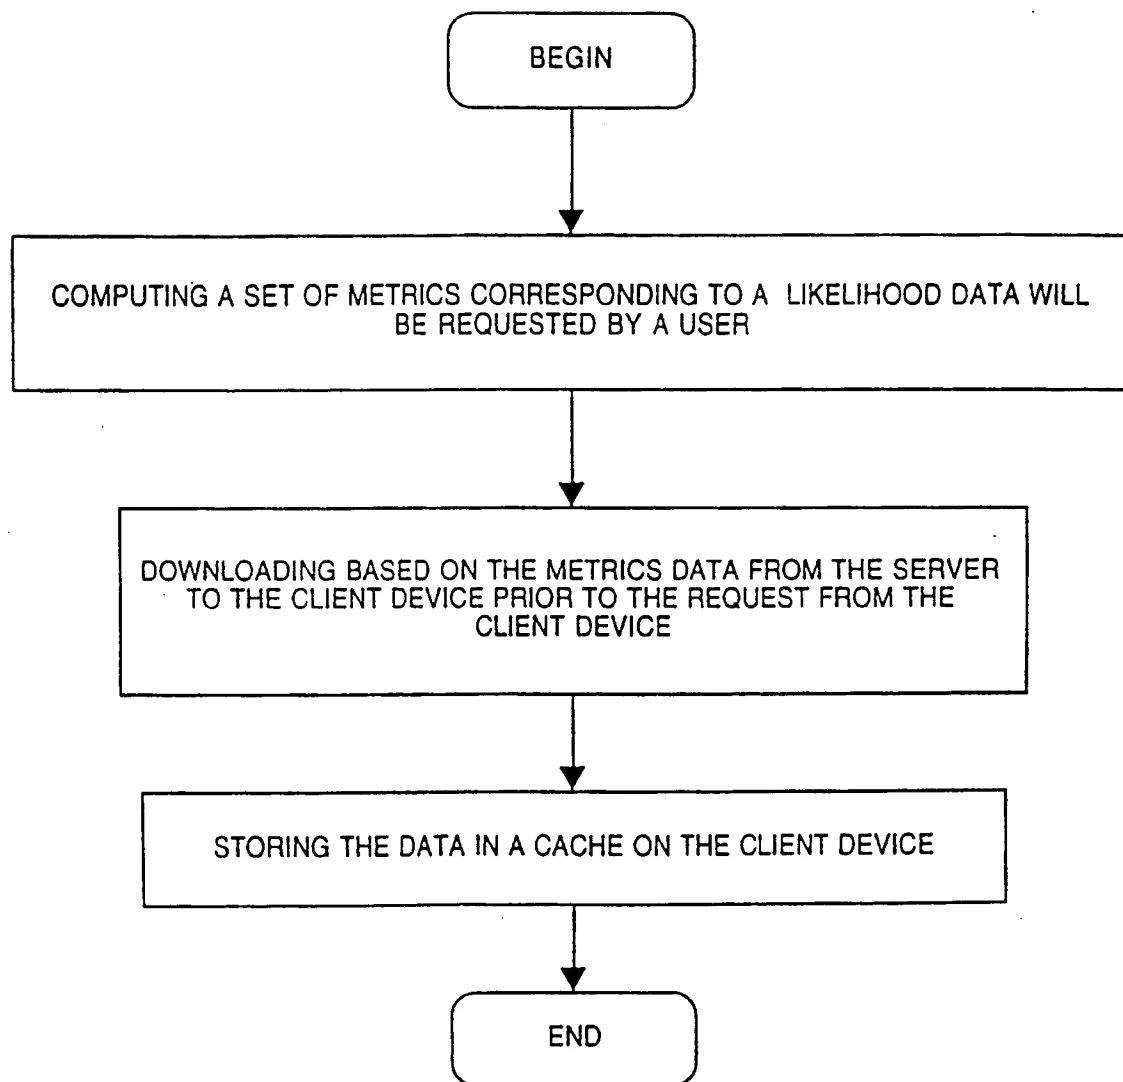 BEGIN
COMPUTING A SET OF METRICS CORRESPONDING TO A LIKELIHOOD DATA WILL
BE REQUESTED BY A USER
DOWNLOADING BASED ON THE METRICS DATA FROM THE SERVER
TO THE CLIENT DEVICE PRIOR TO THE REQUEST FROM THE
CLIENT DEVICE
STORING THE DATA IN A CACHE ON THE CLIENT DEVICE
END